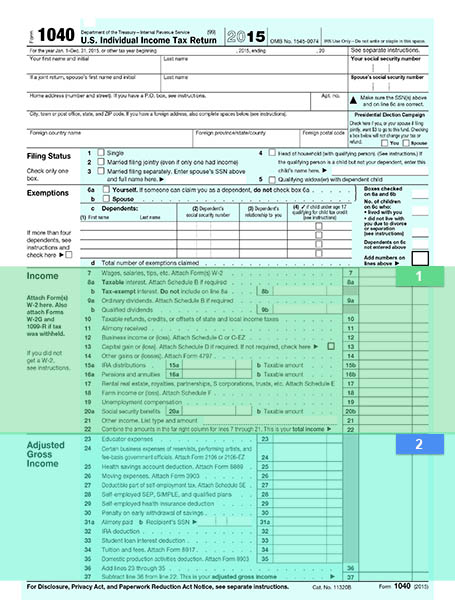 Form 1040 Department of the Treasury—Internal Revenue Service (99) U.S. Individual Income Tax Return 2015 OMB No. 1545-0074 IRS Use Only—Do not write or staple in this space.
For the year Jan. 1–Dec. 31, 2015, or other tax year beginning , 2015, ending , 20 See separate instructions.
Your first name and initial Last name Your social security number
If a joint return, spouse's first name and initial Last name Spouse's social security number
Home address (number and street). If you have a P.O. box, see instructions. Apt. no. Make sure the SSN(s) above and on line 6c are correct.
City, town or post office, state, and ZIP code. If you have a foreign address, also complete spaces below (see instructions). Presidential Election Campaign
Check here if you, or your spouse if filing jointly, want $3 to go to this fund. Checking a box below will not change your tax or refund. You Spouse
Foreign country name Foreign province/state/county Foreign postal code
Filing Status
Check only one box.
1 Single
2 Married filing jointly (even if only one had income)
3 Married filing separately. Enter spouse's SSN above and full name here.
4 Head of household (with qualifying person). (See instructions.) If the qualifying person is a child but not your dependent, enter this child's name here.
5 Qualifying widow(er) with dependent child
Exemptions
6a Yourself. If someone can claim you as a dependent, do not check box 6a
b Spouse
c Dependents:
(1) First name Last name
(2) Dependent's social security number
(3) Dependent's relationship to you
(4) ✓ if child under age 17 qualifying for child tax credit (see instructions)
If more than four dependents, see instructions and check here
d Total number of exemptions claimed
Boxes checked on 6a and 6b
No. of children on 6c who:
• lived with you
• did not live with you due to divorce or separation (see instructions)
Dependents on 6c not entered above
Add numbers on lines above
1
Income
Attach Form(s) W-2 here. Also attach Forms W-2G and 1099-R if tax was withheld.
If you did not get a W-2, see instructions.
7 Wages, salaries, tips, etc. Attach Form(s) W-2 7
8a Taxable interest. Attach Schedule B if required 8a
b Tax-exempt interest. Do not include on line 8a 8b
9a Ordinary dividends. Attach Schedule B if required 9a
b Qualified dividends 9b
10 Taxable refunds, credits, or offsets of state and local income taxes 10
11 Alimony received 11
12 Business income or (loss). Attach Schedule C or C-EZ 12
13 Capital gain or (loss). Attach Schedule D if required. If not required, check here 13
14 Other gains or (losses). Attach Form 4797 14
15a IRA distributions 15a b Taxable amount 15b
16a Pensions and annuities 16a b Taxable amount 16b
17 Rental real estate, royalties, partnerships, S corporations, trusts, etc. Attach Schedule E 17
18 Farm income or (loss). Attach Schedule F 18
19 Unemployment compensation 19
20a Social security benefits 20a b Taxable amount 20b
21 Other income. List type and amount 21
22 Combine the amounts in the far right column for lines 7 through 21. This is your total income 22
2
Adjusted Gross Income
23 Educator expenses 23
24 Certain business expenses of reservists, performing artists, and fee-basis government officials. Attach Form 2106 or 2106-EZ 24
25 Health savings account deduction. Attach Form 8889 25
26 Moving expenses. Attach Form 3903 26
27 Deductible part of self-employment tax. Attach Schedule SE 27
28 Self-employed SEP, SIMPLE, and qualified plans 28
29 Self-employed health insurance deduction 29
30 Penalty on early withdrawal of savings 30
31a Alimony paid b Recipient's SSN 31a
32 IRA deduction 32
33 Student loan interest deduction 33
34 Tuition and fees. Attach Form 8917 34
35 Domestic production activities deduction. Attach Form 8903 35
36 Add lines 23 through 35 36
37 Subtract line 36 from line 22. This is your adjusted gross income 37
For Disclosure, Privacy Act, and Paperwork Reduction Act Notice, see separate instructions. Cat. No. 11320B Form 1040 (2015)